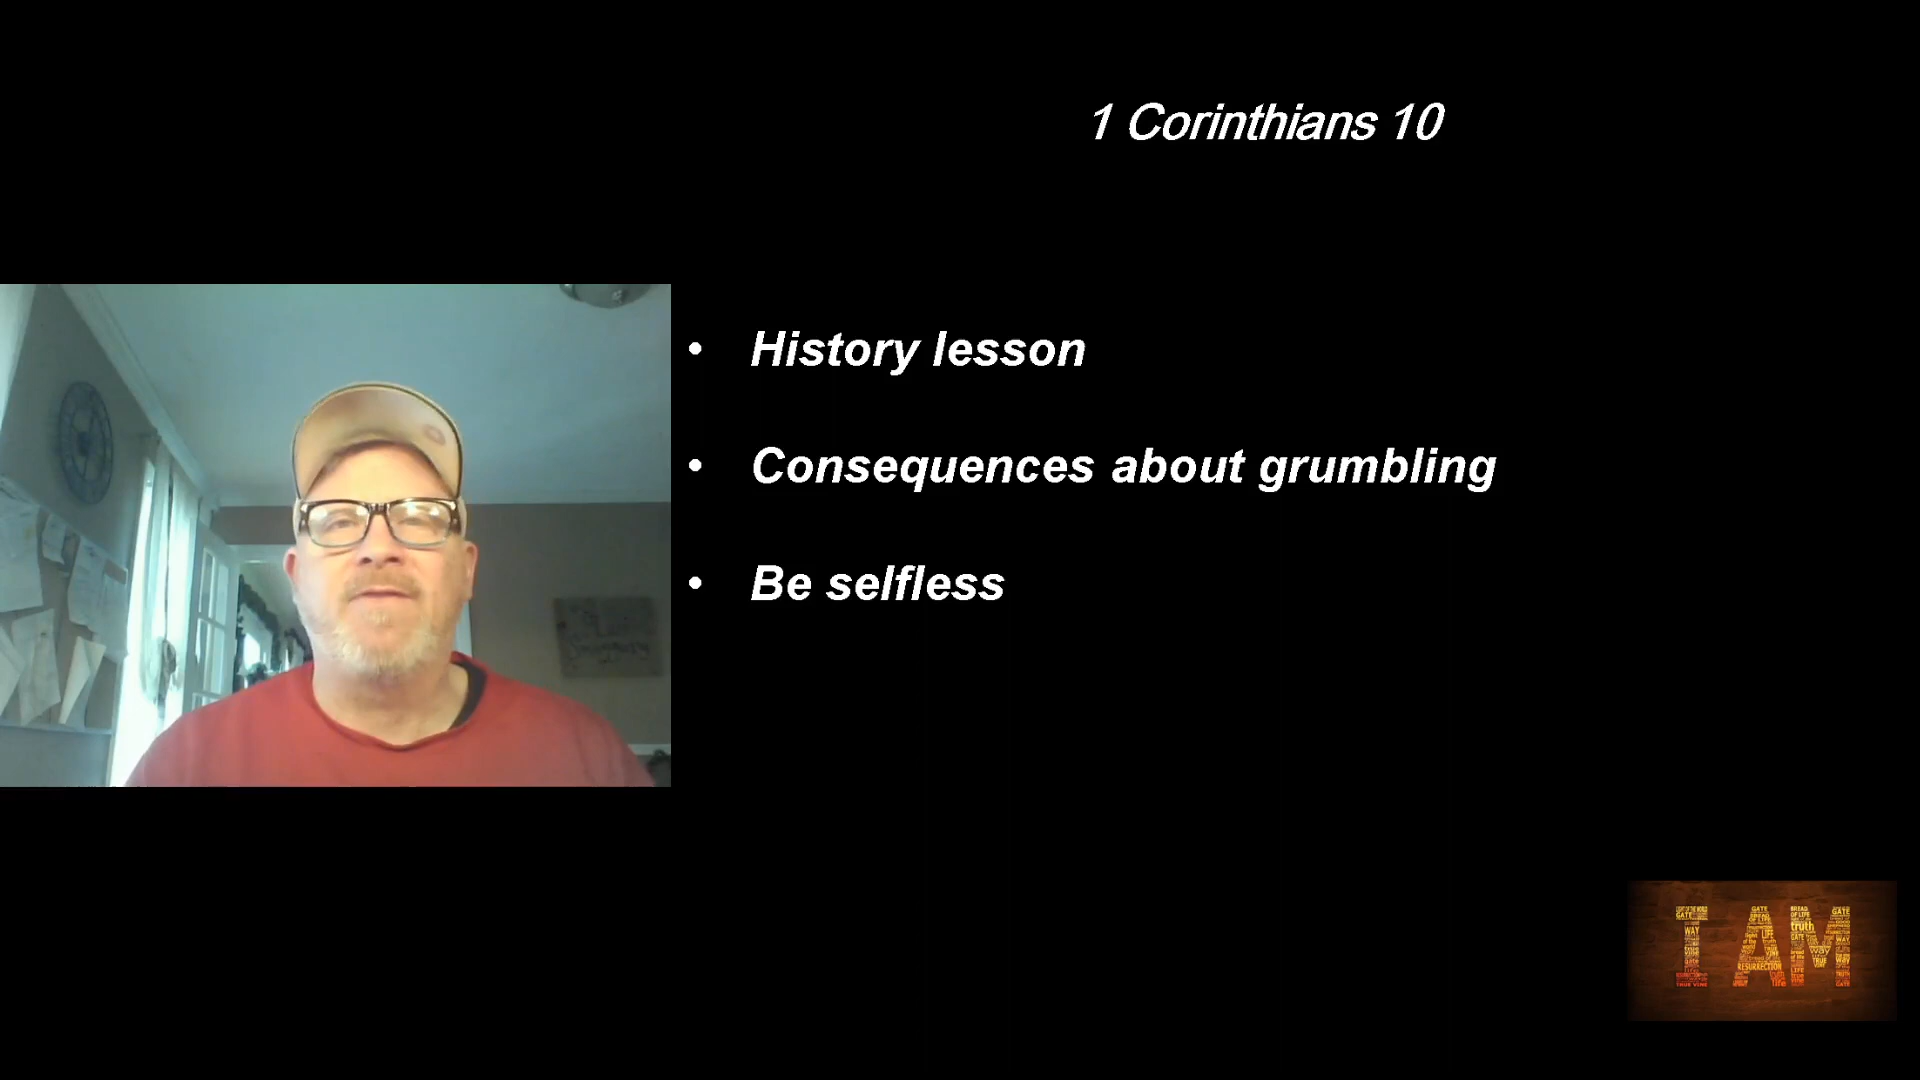 1 Corinthians 10
• History lesson
• Consequences about grumbling
• Be selfless
I AM